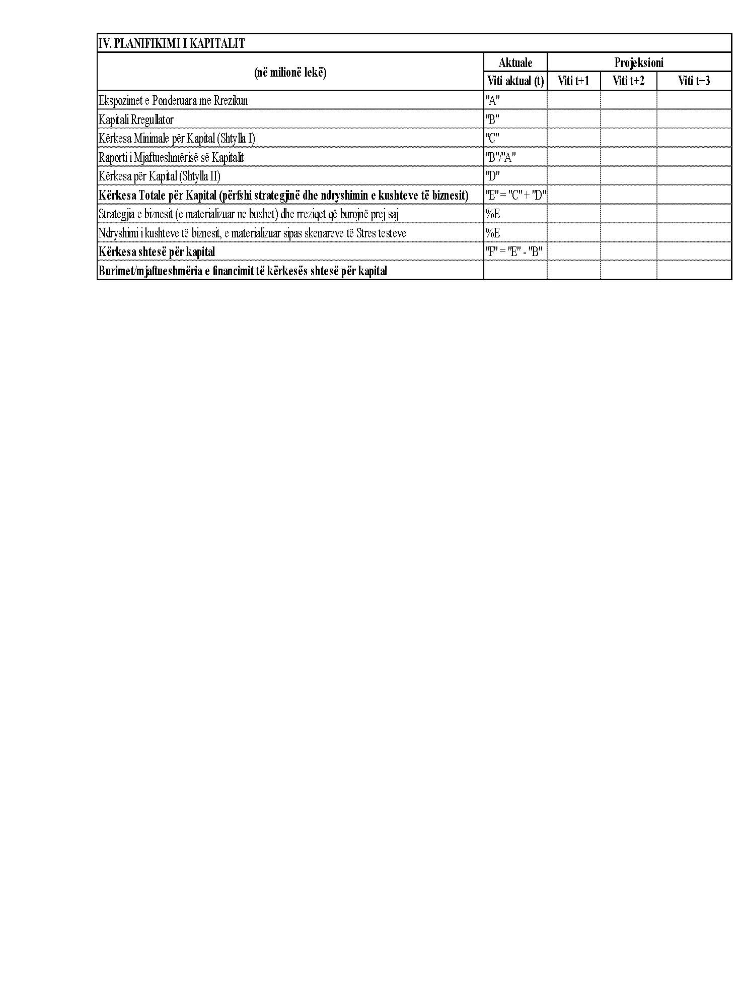 IV. PLANIFIKIMI I KAPITALIT
(në milionë lekë) Aktuale Projeksioni
Viti aktual (t) Viti t+1 Viti t+2 Viti t+3
Ekspozimet e Ponderuara me Rrezikun "A"
Kapitali Rregullator "B"
Kërkesa Minimale për Kapital (Shtylla I) "C"
Raporti i Mjaftueshmërisë së Kapitalit "B"/"A"
Kërkesa për Kapital (Shtylla II) "D"
Kërkesa Totale për Kapital (përfshi strategjinë dhe ndryshimin e kushteve të biznesit) "E" = "C" + "D"
Strategjia e biznesit (e materializuar ne buxhet) dhe rreziqet që burojnë prej saj %E
Ndryshimi i kushteve të biznesit, e materializuar sipas skenareve të Stres testeve %E
Kërkesa shtesë për kapital "F" = "E" - "B"
Burimet/mjaftueshmëria e financimit të kërkesës shtesë për kapital